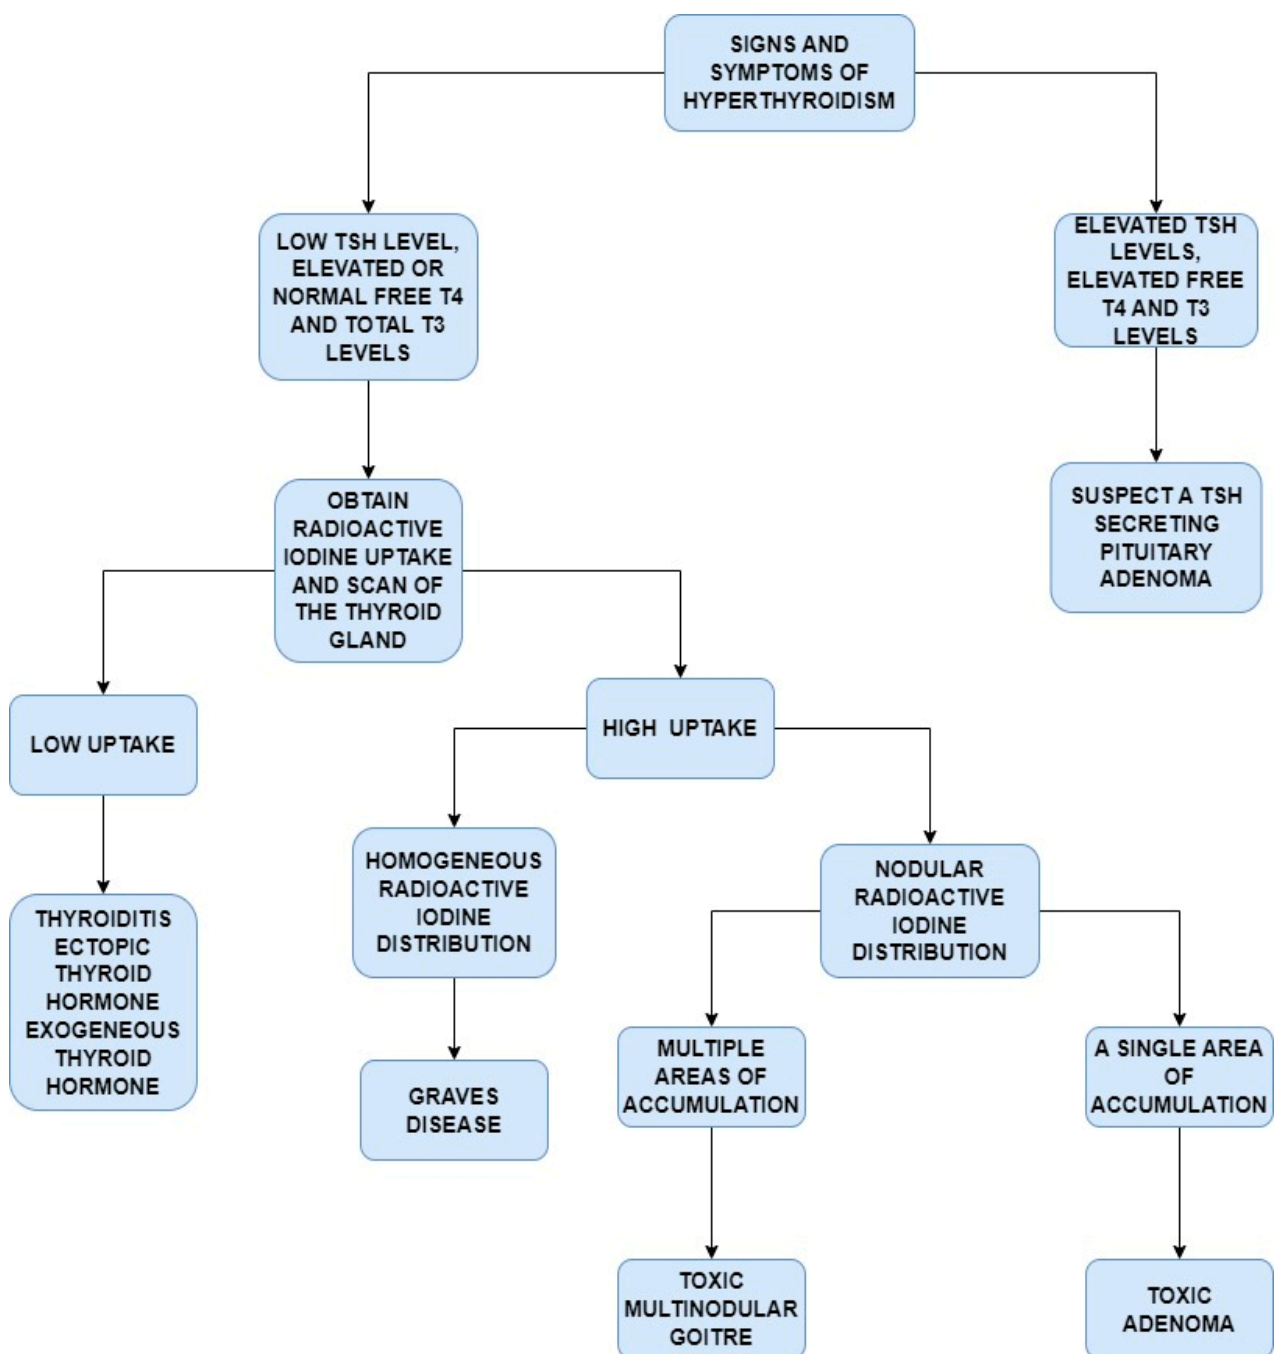 SIGNS AND
SYMPTOMS OF
HYPERTHYROIDISM
LOW TSH LEVEL,
ELEVATED OR
NORMAL FREE T4
AND TOTAL T3
LEVELS
ELEVATED TSH
LEVELS,
ELEVATED FREE
T4 AND T3
LEVELS
OBTAIN
RADIOACTIVE
IODINE UPTAKE
AND SCAN OF
THE THYROID
GLAND
SUSPECT A TSH
SECRETING
PITUITARY
ADENOMA
LOW UPTAKE
HIGH UPTAKE
THYROIDITIS
ECTOPIC
THYROID
HORMONE
EXOGENEOUS
THYROID
HORMONE
HOMOGENEOUS
RADIOACTIVE
IODINE
DISTRIBUTION
NODULAR
RADIOACTIVE
IODINE
DISTRIBUTION
GRAVES
DISEASE
MULTIPLE
AREAS OF
ACCUMULATION
A SINGLE AREA
OF
ACCUMULATION
TOXIC
MULTINODULAR
GOITRE
TOXIC
ADENOMA